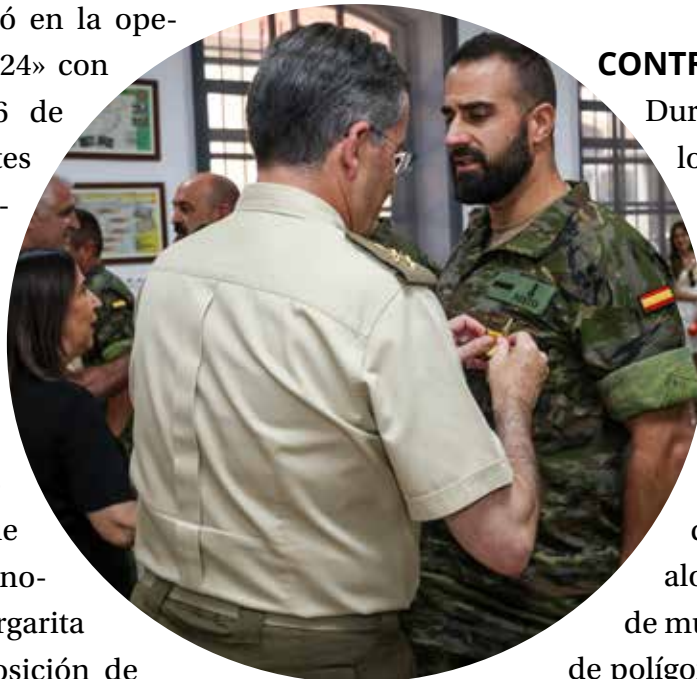 ó en la ope-
24» con
6 de
tes
-
no-
rgarita
osición de
CONTR
Dur
lo
alo
de mu
de polígo